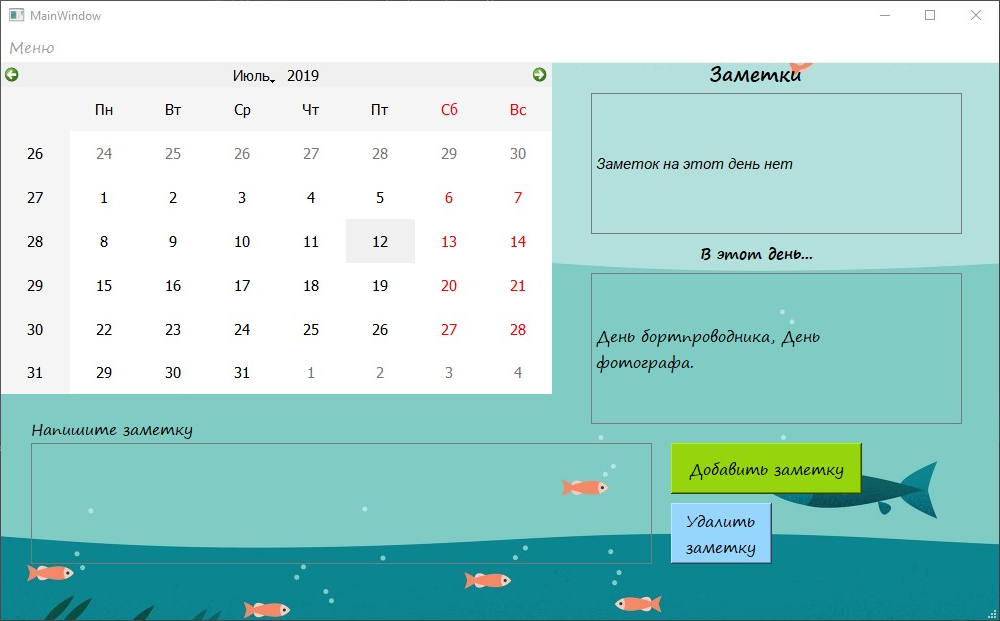 MainWindow
Меню
Июль 2019
Пн Вт Ср Чт Пт Сб Вс
26 24 25 26 27 28 29 30
27 1 2 3 4 5 6 7
28 8 9 10 11 12 13 14
29 15 16 17 18 19 20 21
30 22 23 24 25 26 27 28
31 29 30 31 1 2 3 4
Заметки
Заметок на этот день нет
В этот день...
День бортпроводника, День
фотографа.
Напишите заметку
Добавить заметку
Удалить
заметку